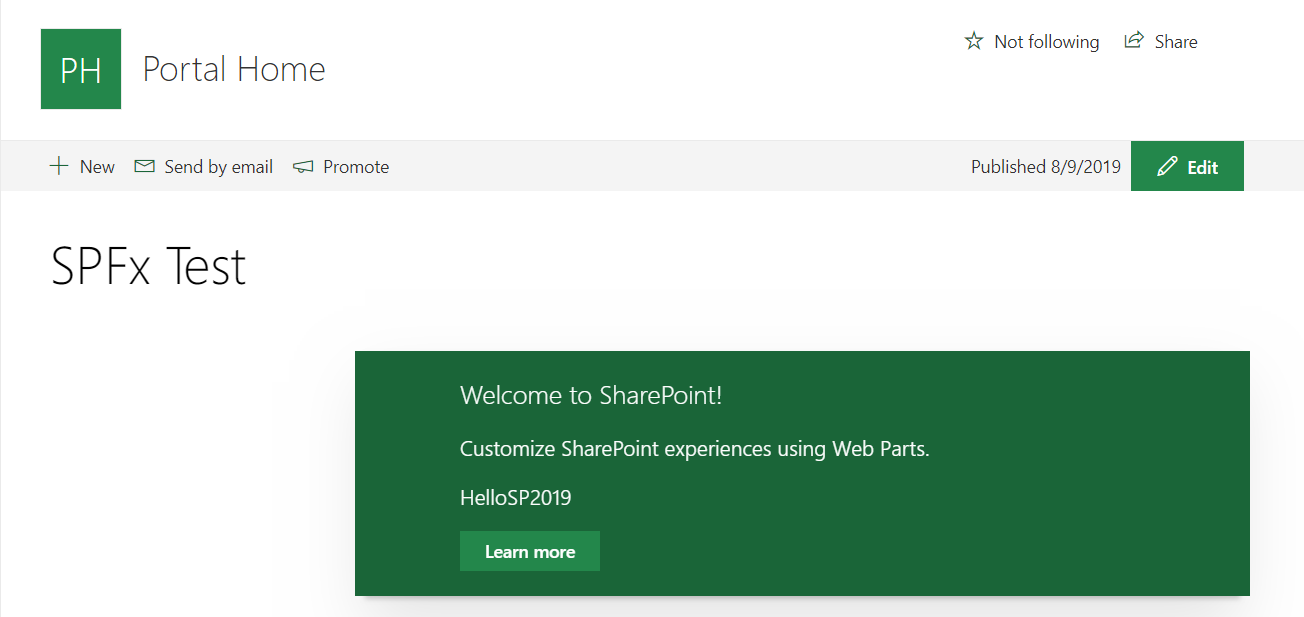 PH
Portal Home
Not following
Share
New
Send by email
Promote
Published 8/9/2019
Edit
SPFx Test
Welcome to SharePoint!
Customize SharePoint experiences using Web Parts.
HelloSP2019
Learn more